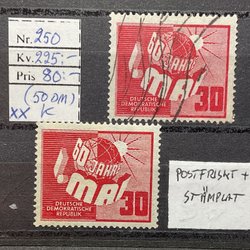 Nr. 250
Kv. 295:-
Pris 80:-
(50 DM)
XX K
60 JAHRE
1. MAI
30
DEUTSCHE
DEMOKRATISCHE
REPUBLIK
60 JAHRE
1. MAI
30
DEUTSCHE
DEMOKRATISCHE
REPUBLIK
POSTFRISKT +
STÄMPLAT